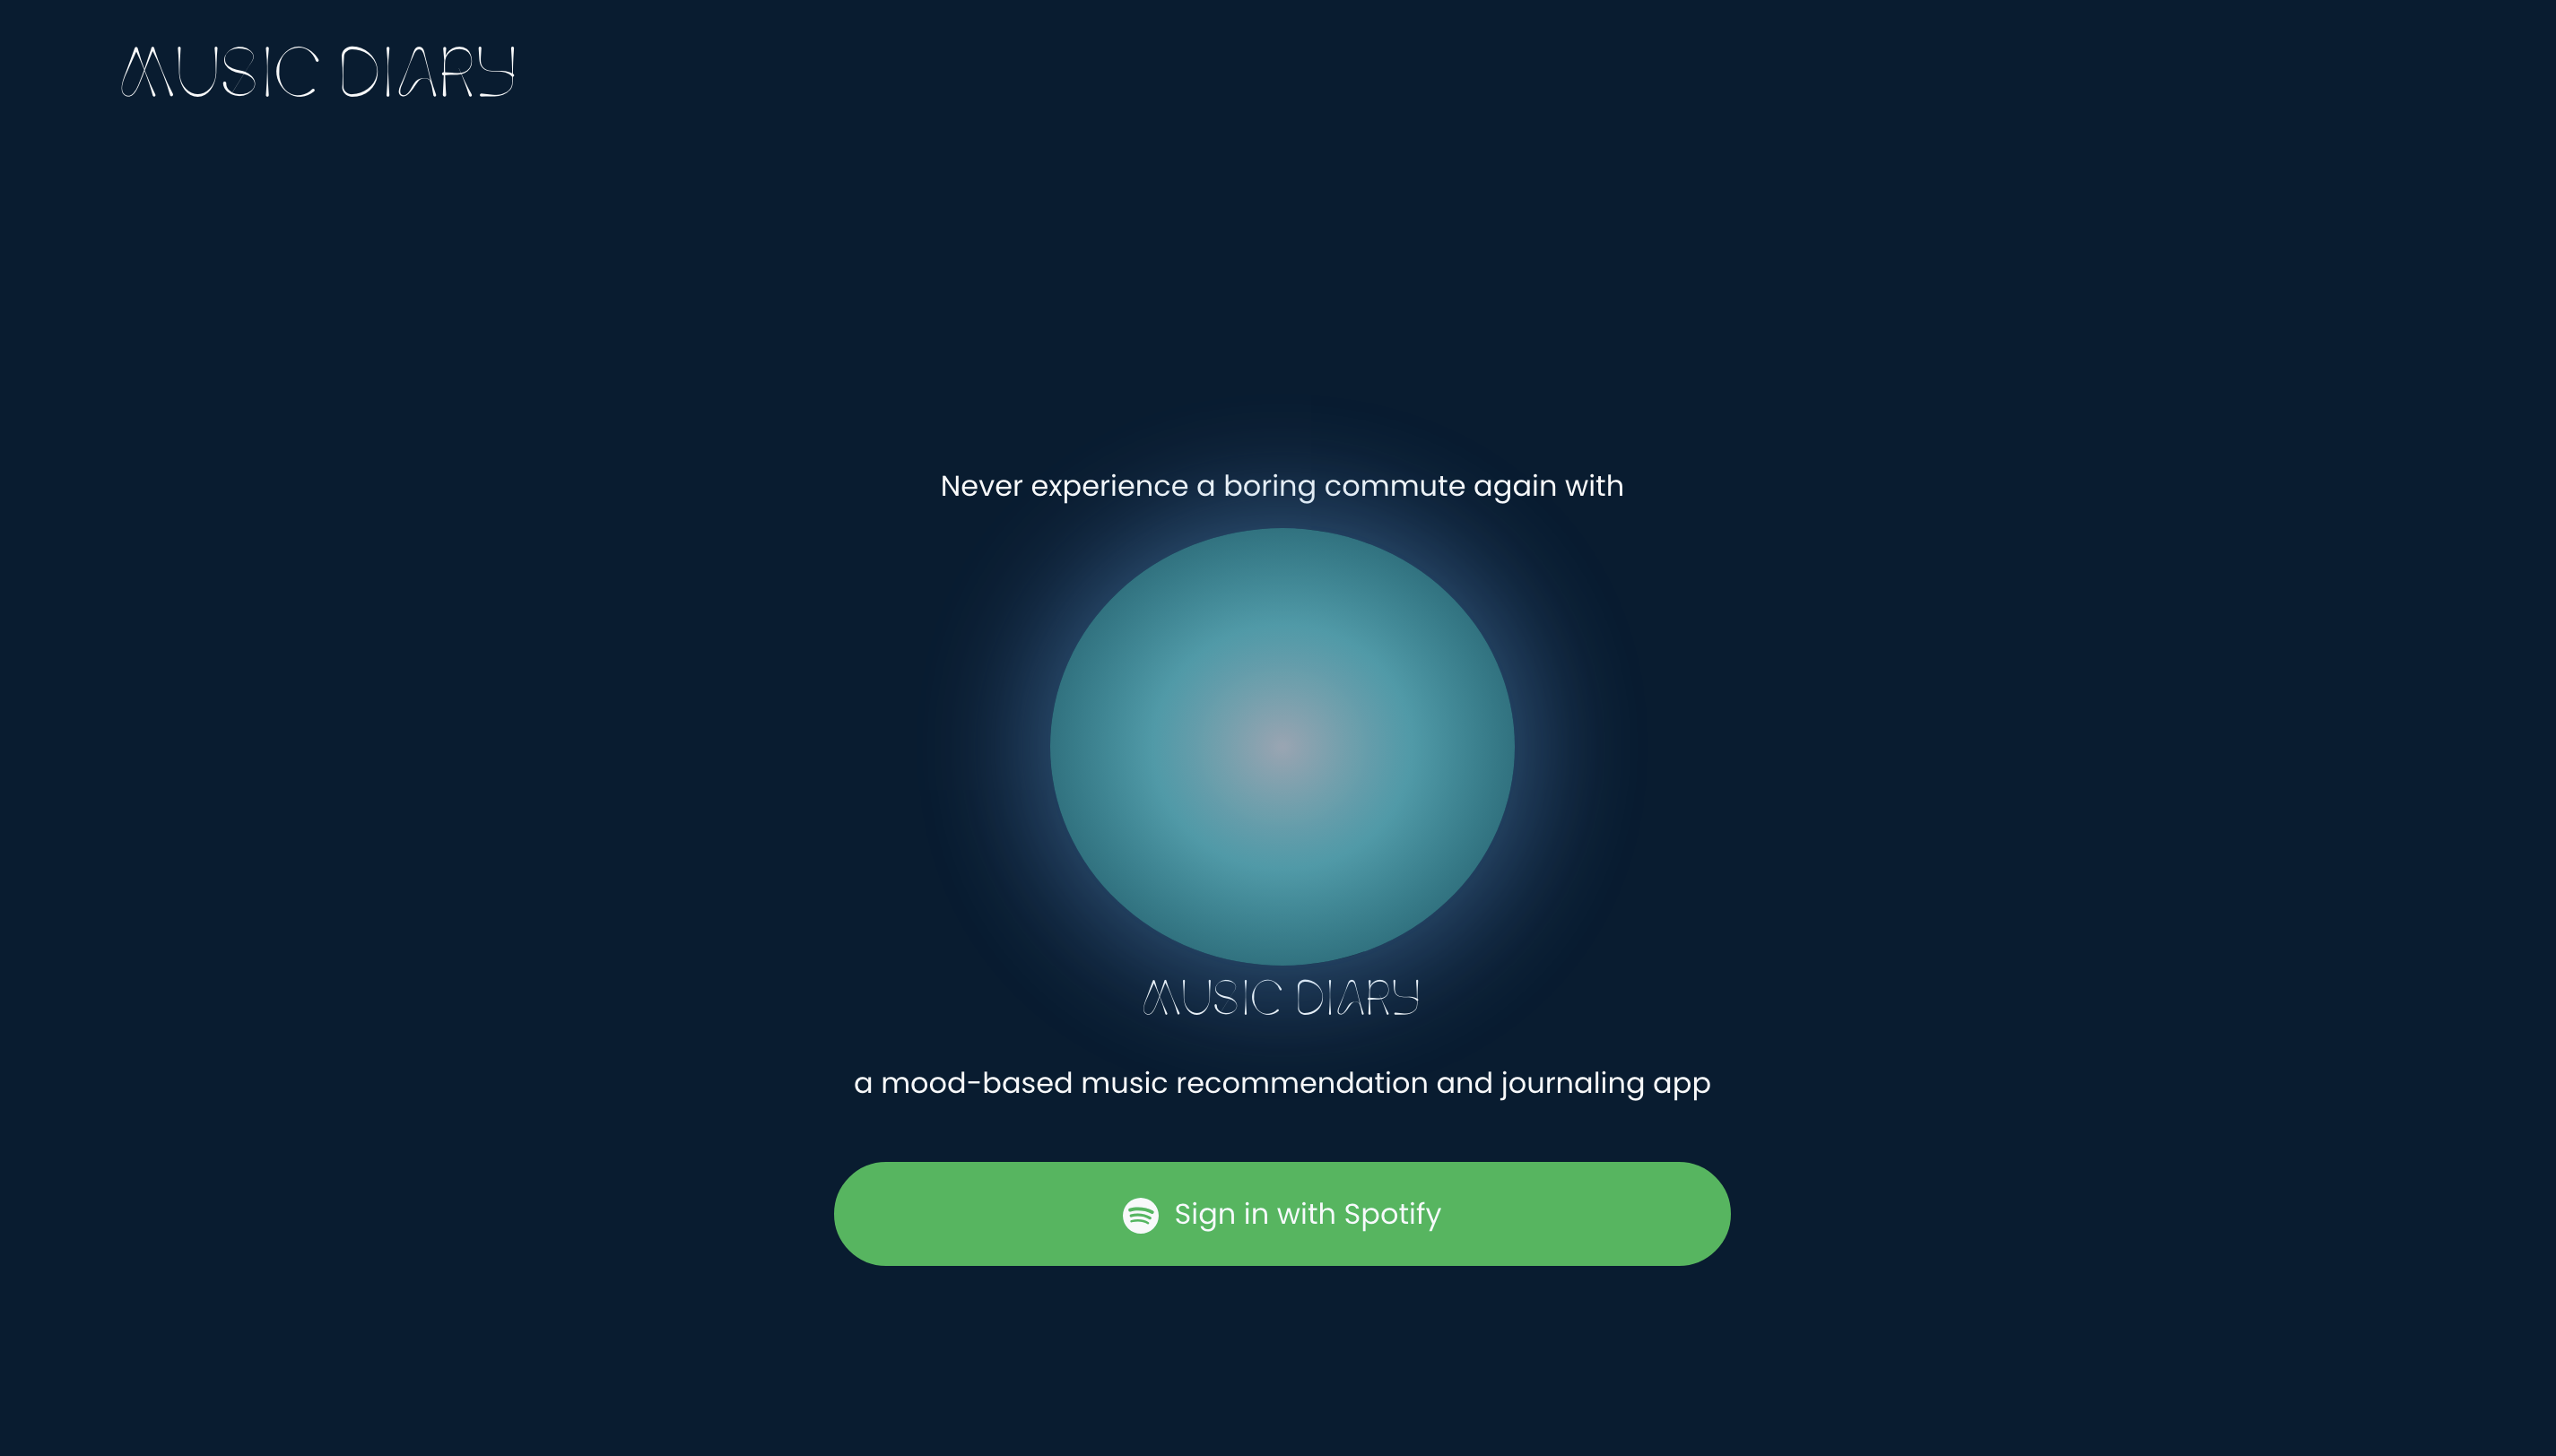 MUSIC DIARY
Never experience a boring commute again with
MUSIC DIARY
a mood-based music recommendation and journaling app
Sign in with Spotify